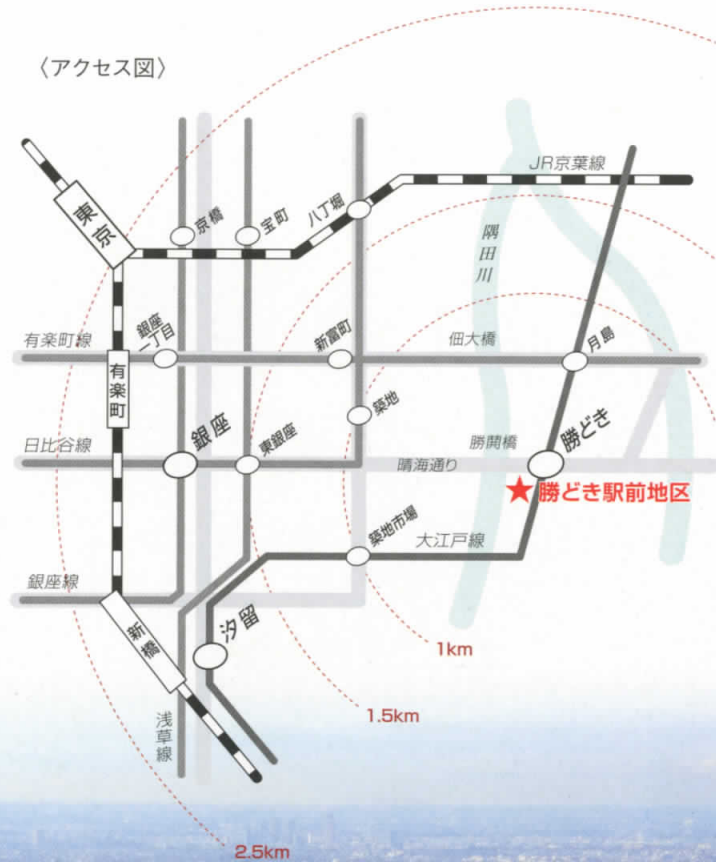 〈アクセス図〉
JR京葉線
東京
京橋
宝町
八丁堀
隅田川
有楽町線
銀座
一丁目
新富町
佃大橋
月島
有楽町
築地
日比谷線
銀座
東銀座
勝開橋
晴海通り
勝どき
★勝どき駅前地区
築地市場
大江戸線
銀座線
新橋
汐留
浅草線
1km
1.5km
2.5km